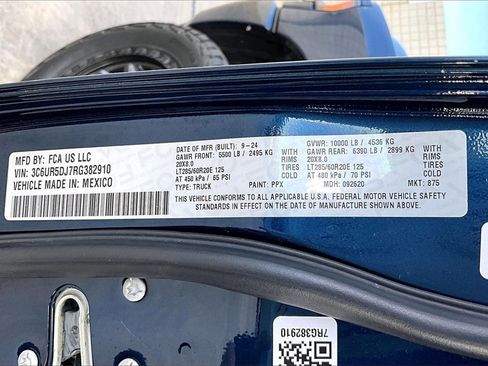 MFD BY: FCA US LLC
VIN: 3C6UR5DJ7RG382910
VEHICLE MADE IN: MEXICO
DATE OF MFR (BUILT): 9-24
GAWR FRONT: 5500 LB / 2495 KG WITH
20X8.0 RIMS
LT285/60R20E 125 TIRES
AT 450 KPA / 65 PSI COLD
TYPE: TRUCK PAINT: PPX
GVWR: 10000 LB / 4536 KG
GAWR REAR: 6390 LB / 2899 KG WITH
20X8.0 RIMS
LT285/60R20E 125 TIRES
AT 480 kPa / 70 PSI COLD
MDH: 092620 MKT: 875
THIS VEHICLE CONFORMS TO ALL APPLICABLE U.S.A. FEDERAL MOTOR VEHICLE SAFETY
STANDARDS IN EFFECT ON THE DATE OF MANUFACTURE SHOWN ABOVE.
7RG382910